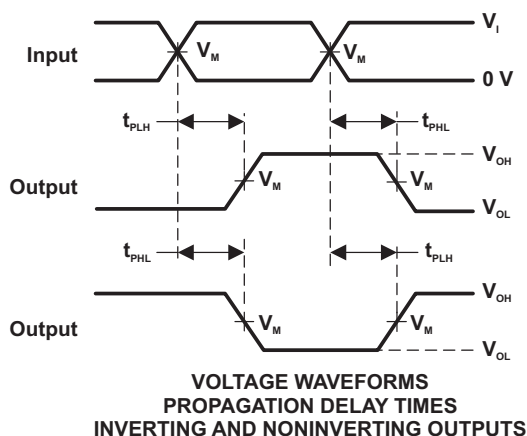 V_I
Input V_M V_M
0 V
t_PLH t_PHL
V_OH
Output V_M V_M
V_OL
t_PHL t_PLH
V_OH
Output V_M V_M
V_OL
VOLTAGE WAVEFORMS
PROPAGATION DELAY TIMES
INVERTING AND NONINVERTING OUTPUTS